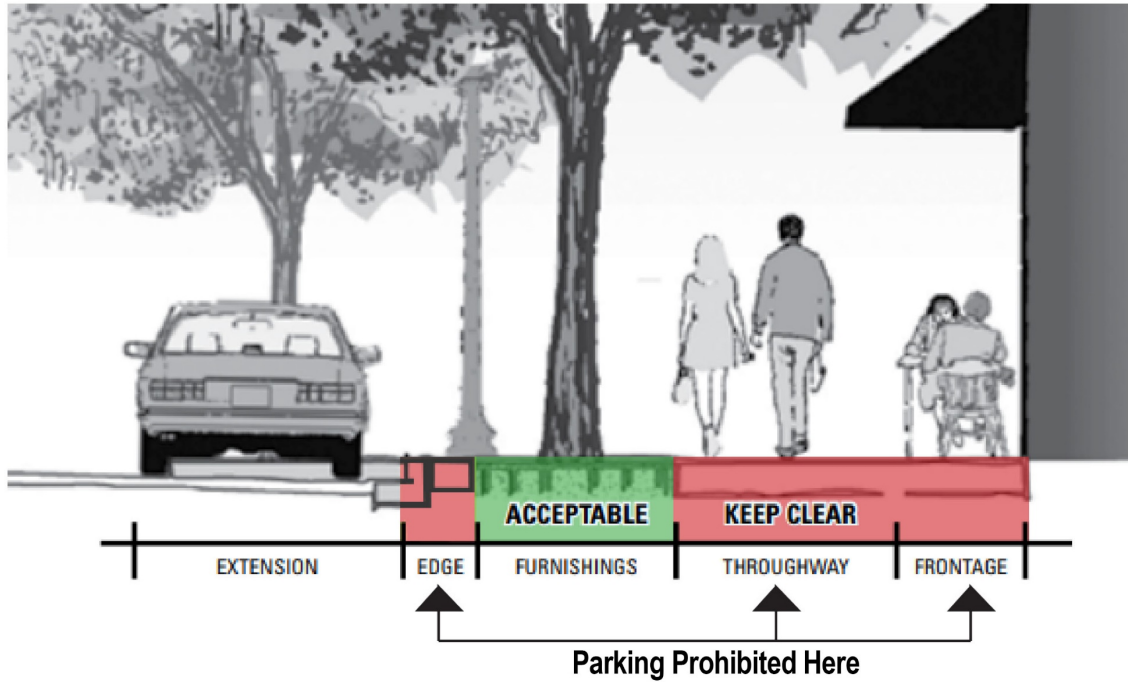 ACCEPTABLE KEEP CLEAR
EXTENSION EDGE FURNISHINGS THROUGHWAY FRONTAGE
Parking Prohibited Here